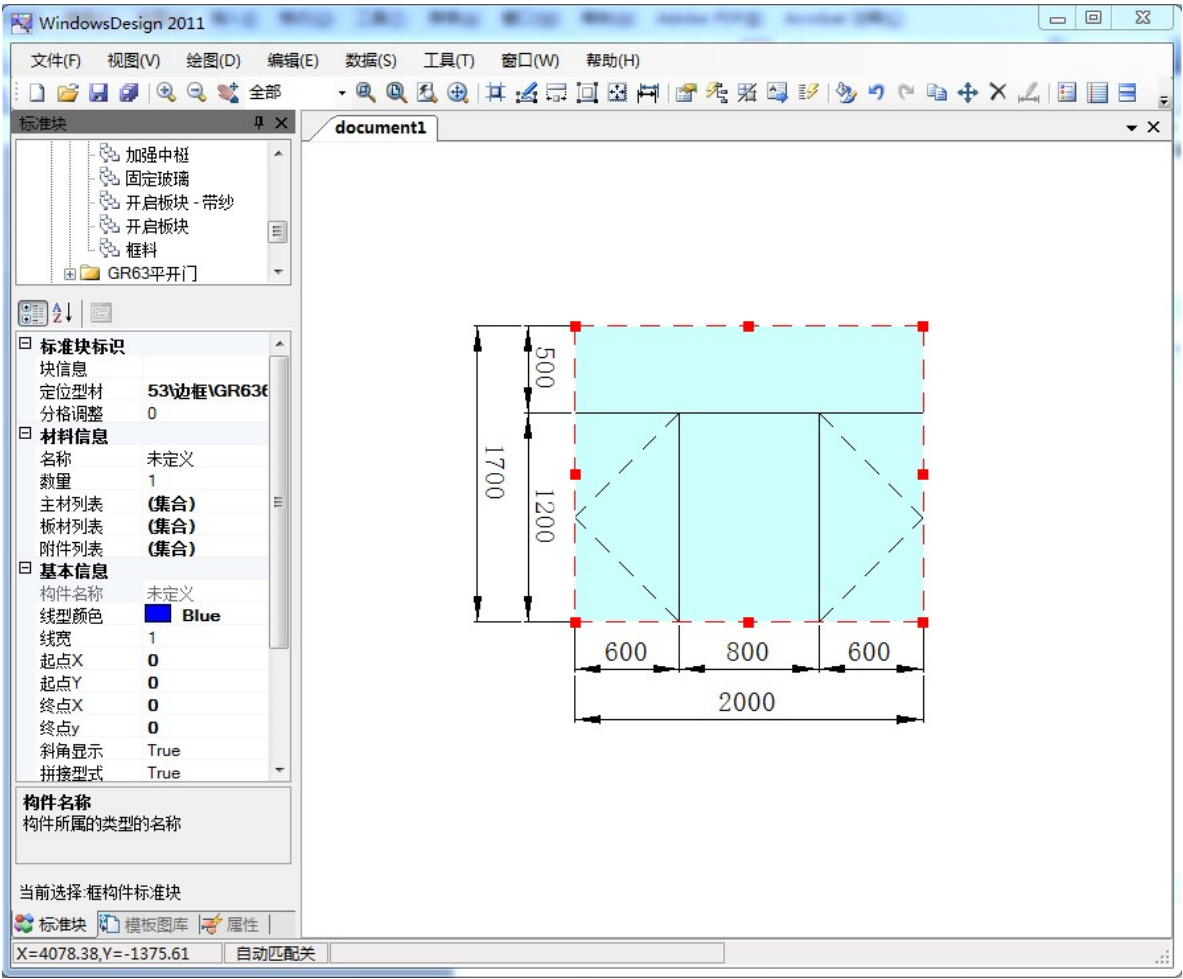 WindowsDesign 2011
文件(F) 视图(V) 绘图(D) 编辑(E) 数据(S) 工具(T) 窗口(W) 帮助(H)
全部
标准块
document1
加强中梃
固定玻璃
开启板块 - 带纱
开启板块
框料
GR63平开门
标准块标识
块信息
定位型材 53\边框\GR636
分格调整 0
材料信息
名称 未定义
数量 1
主材列表 (集合)
板材列表 (集合)
附件列表 (集合)
基本信息
构件名称 未定义
线型颜色 Blue
线宽 1
起点X 0
起点Y 0
终点X 0
终点y 0
斜角显示 True
拼接型式 True
构件名称
构件所属的类型的名称
当前选择:框构件标准块
标准块 模板图库 属性
X=4078.38,Y=-1375.61 自动匹配关
500
1700
1200
600 800 600
2000